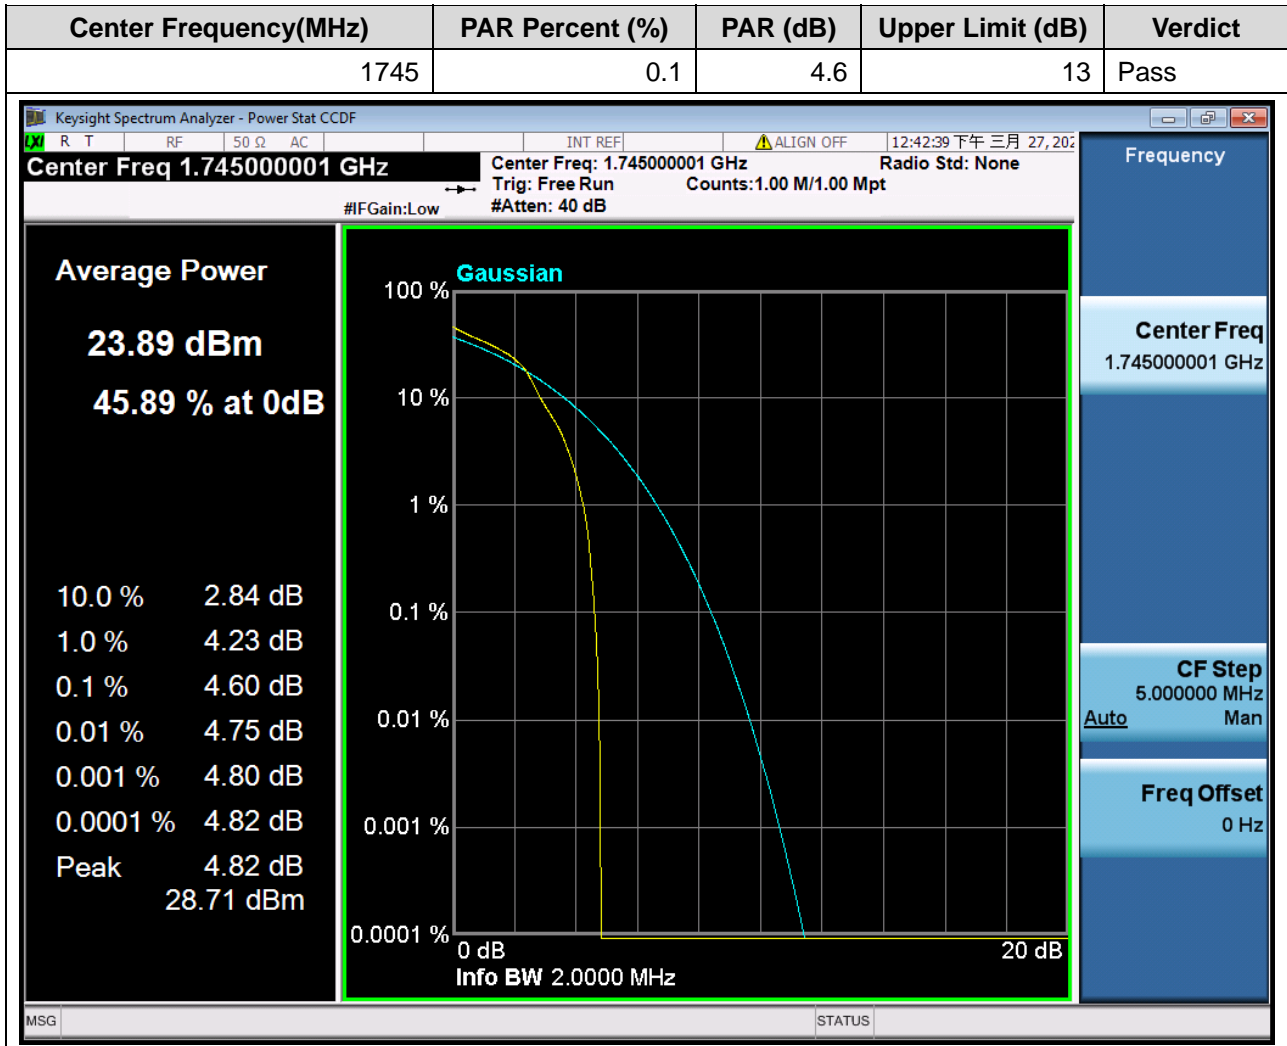 Center Frequency(MHz) PAR Percent (%) PAR (dB) Upper Limit (dB) Verdict
1745 0.1 4.6 13 Pass
Keysight Spectrum Analyzer - Power Stat CCDF
LXI R T RF 50 Ω AC INT REF ALIGN OFF 12:42:39 下午 三月 27, 202
Center Freq 1.745000001 GHz
#IFGain:Low
Center Freq: 1.745000001 GHz Radio Std: None
Trig: Free Run Counts:1.00 M/1.00 Mpt
#Atten: 40 dB
Average Power
23.89 dBm
45.89 % at 0dB
10.0 % 2.84 dB
1.0 % 4.23 dB
0.1 % 4.60 dB
0.01 % 4.75 dB
0.001 % 4.80 dB
0.0001 % 4.82 dB
Peak 4.82 dB
28.71 dBm
Gaussian
100 %
10 %
1 %
0.1 %
0.01 %
0.001 %
0.0001 %
0 dB 20 dB
Info BW 2.0000 MHz
Frequency
Center Freq
1.745000001 GHz
CF Step
5.000000 MHz
Auto Man
Freq Offset
0 Hz
MSG STATUS